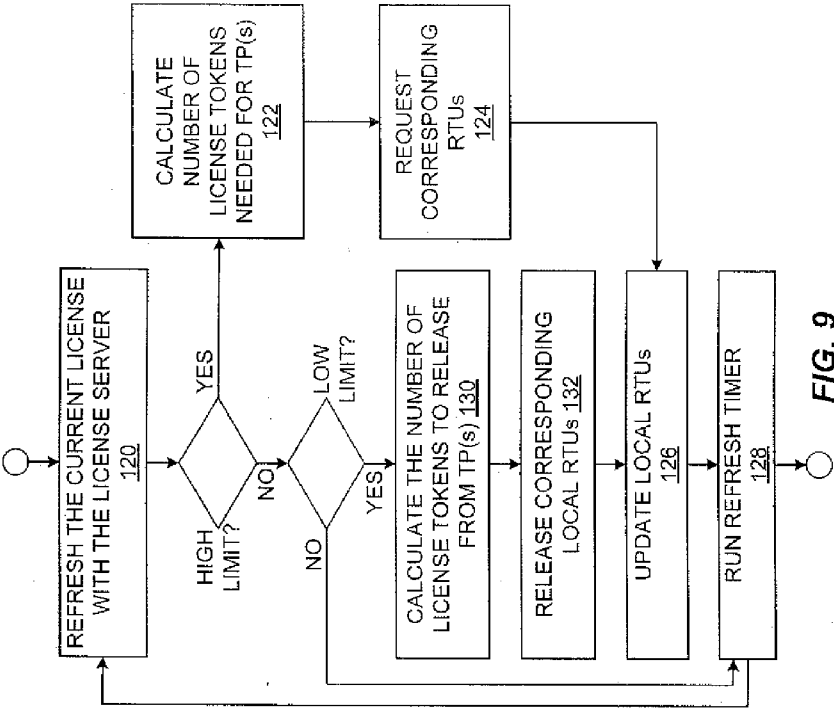 REFRESH THE CURRENT LICENSE
WITH THE LICENSE SERVER
120
HIGH
LIMIT?
YES
NO
CALCULATE
NUMBER OF
LICENSE TOKENS
NEEDED FOR TP(s)
122
REQUEST
CORRESPONDING
RTUs
124
LOW
LIMIT?
NO
YES
CALCULATE THE NUMBER OF
LICENSE TOKENS TO RELEASE
FROM TP(s) 130
RELEASE CORRESPONDING
LOCAL RTUs 132
UPDATE LOCAL RTUs
126
RUN REFRESH TIMER
128
FIG. 9